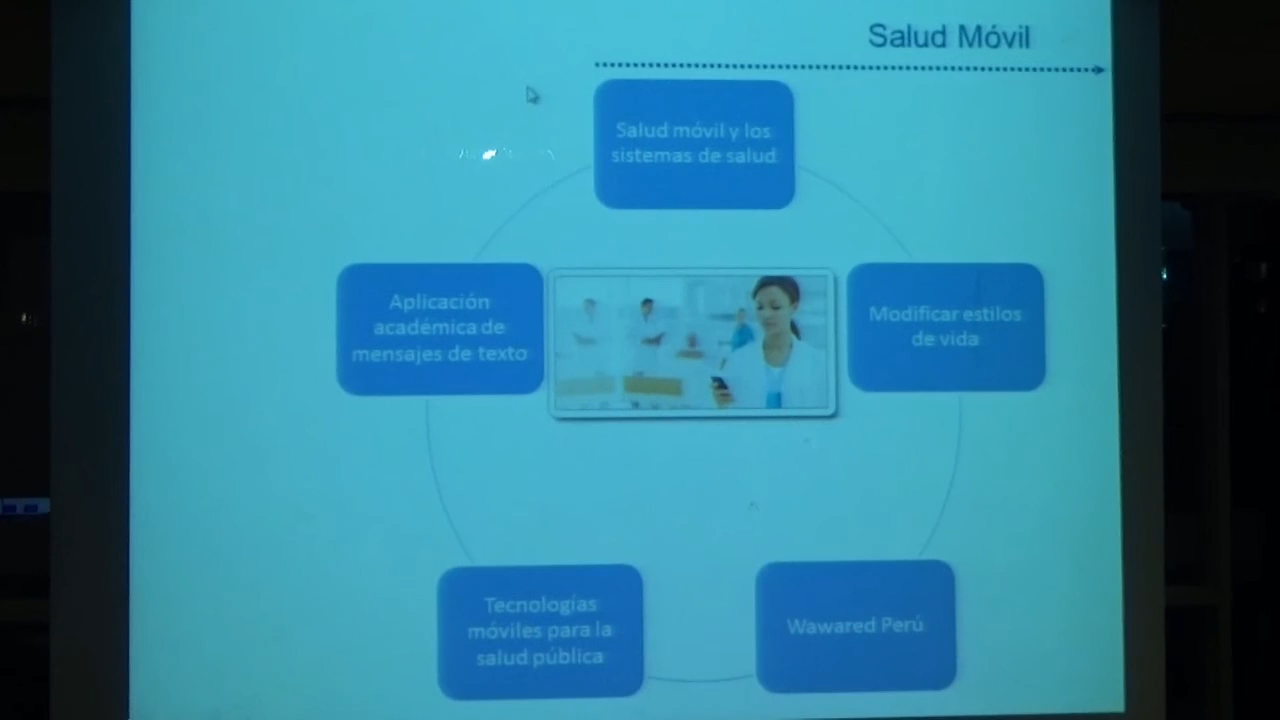 Salud Móvil
Salud móvil y los
sistemas de salud
Aplicación
académica de
mensajes de texto
Modificar estilos
de vida
Tecnologías
móviles para la
salud pública
Wawared Perú